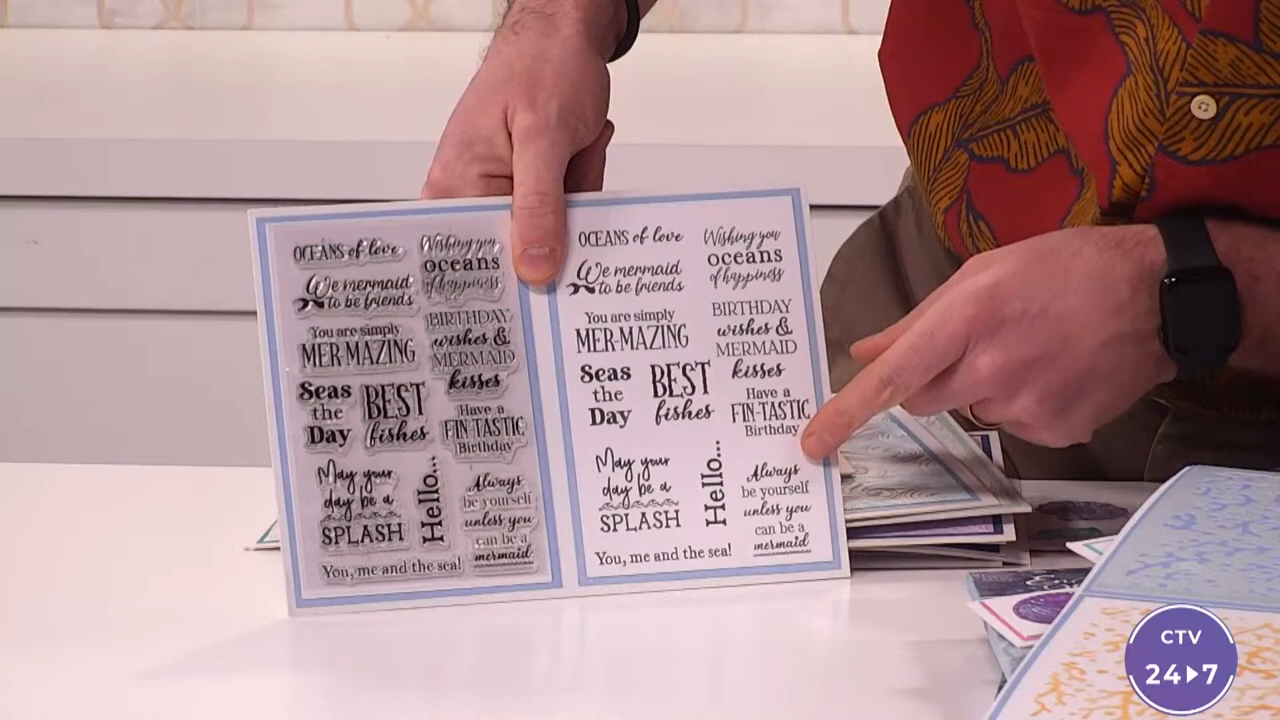 OCEANS of love
We mermaid
to be friends
You are simply
MER-MAZING
Seas
the
Day
BEST
fishes
May your
day be a
SPLASH
Hello...
You, me and the sea!
Wishing you
oceans
of happiness
BIRTHDAY
wishes &
MERMAID
kisses
Have a
FIN-TASTIC
Birthday
Always
be yourself
unless you
can be a
mermaid
OCEANS of love
We mermaid
to be friends
You are simply
MER-MAZING
Seas
the
Day
BEST
fishes
May your
day be a
SPLASH
Hello...
You, me and the sea!
Wishing you
oceans
of happiness
BIRTHDAY
wishes &
MERMAID
kisses
Have a
FIN-TASTIC
Birthday
Always
be yourself
unless you
can be a
mermaid
CTV
24▶7